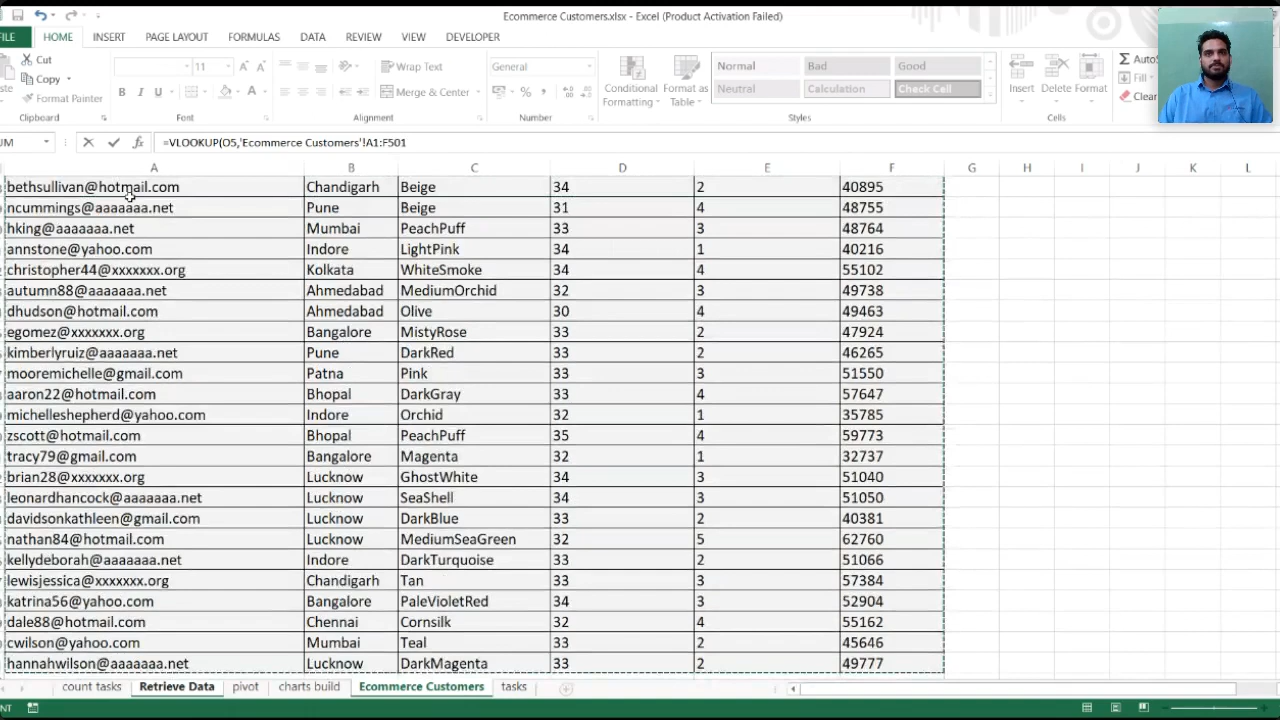 Ecommerce Customers.xlsx - Excel (Product Activation Failed)
FILE HOME INSERT PAGE LAYOUT FORMULAS DATA REVIEW VIEW DEVELOPER
Cut
Copy
Format Painter
Clipboard
11
B I U
Font
Wrap Text
Merge & Center
Alignment
General
Number
Conditional Formatting
Format as Table
Normal Bad Good
Neutral Calculation Check Cell
Styles
Insert Delete Format
Cells
Fill
=VLOOKUP(O5,'Ecommerce Customers'!A1:F501
A B C D E F G H I J K L
bethsullivan@hotmail.com Chandigarh Beige 34 2 40895
ncummings@aaaaaaa.net Pune Beige 31 4 48755
hking@aaaaaaa.net Mumbai PeachPuff 33 3 48764
annstone@yahoo.com Indore LightPink 34 1 40216
christopher44@xxxxxxx.org Kolkata WhiteSmoke 34 4 55102
autumn88@aaaaaaa.net Ahmedabad MediumOrchid 32 3 49738
dhudson@hotmail.com Ahmedabad Olive 30 4 49463
egomez@xxxxxxx.org Bangalore MistyRose 33 2 47924
kimberlyruiz@aaaaaaa.net Pune DarkRed 33 2 46265
mooremichelle@gmail.com Patna Pink 33 3 51550
aaron22@hotmail.com Bhopal DarkGray 33 4 57647
michelleshepherd@yahoo.com Indore Orchid 32 1 35785
zscott@hotmail.com Bhopal PeachPuff 35 4 59773
tracy79@gmail.com Bangalore Magenta 32 1 32737
brian28@xxxxxxx.org Lucknow GhostWhite 34 3 51040
leonardhancock@aaaaaaa.net Lucknow SeaShell 34 3 51050
davidsonkathleen@gmail.com Lucknow DarkBlue 33 2 40381
nathan84@hotmail.com Lucknow MediumSeaGreen 32 5 62760
kellydeborah@aaaaaaa.net Indore DarkTurquoise 33 2 51066
lewisjessica@xxxxxxx.org Chandigarh Tan 33 3 57384
katrina56@yahoo.com Bangalore PaleVioletRed 34 3 52904
dale88@hotmail.com Chennai Cornsilk 32 4 55162
cwilson@yahoo.com Mumbai Teal 33 2 45646
hannahwilson@aaaaaaa.net Lucknow DarkMagenta 33 2 49777
count tasks Retrieve Data pivot charts build Ecommerce Customers tasks